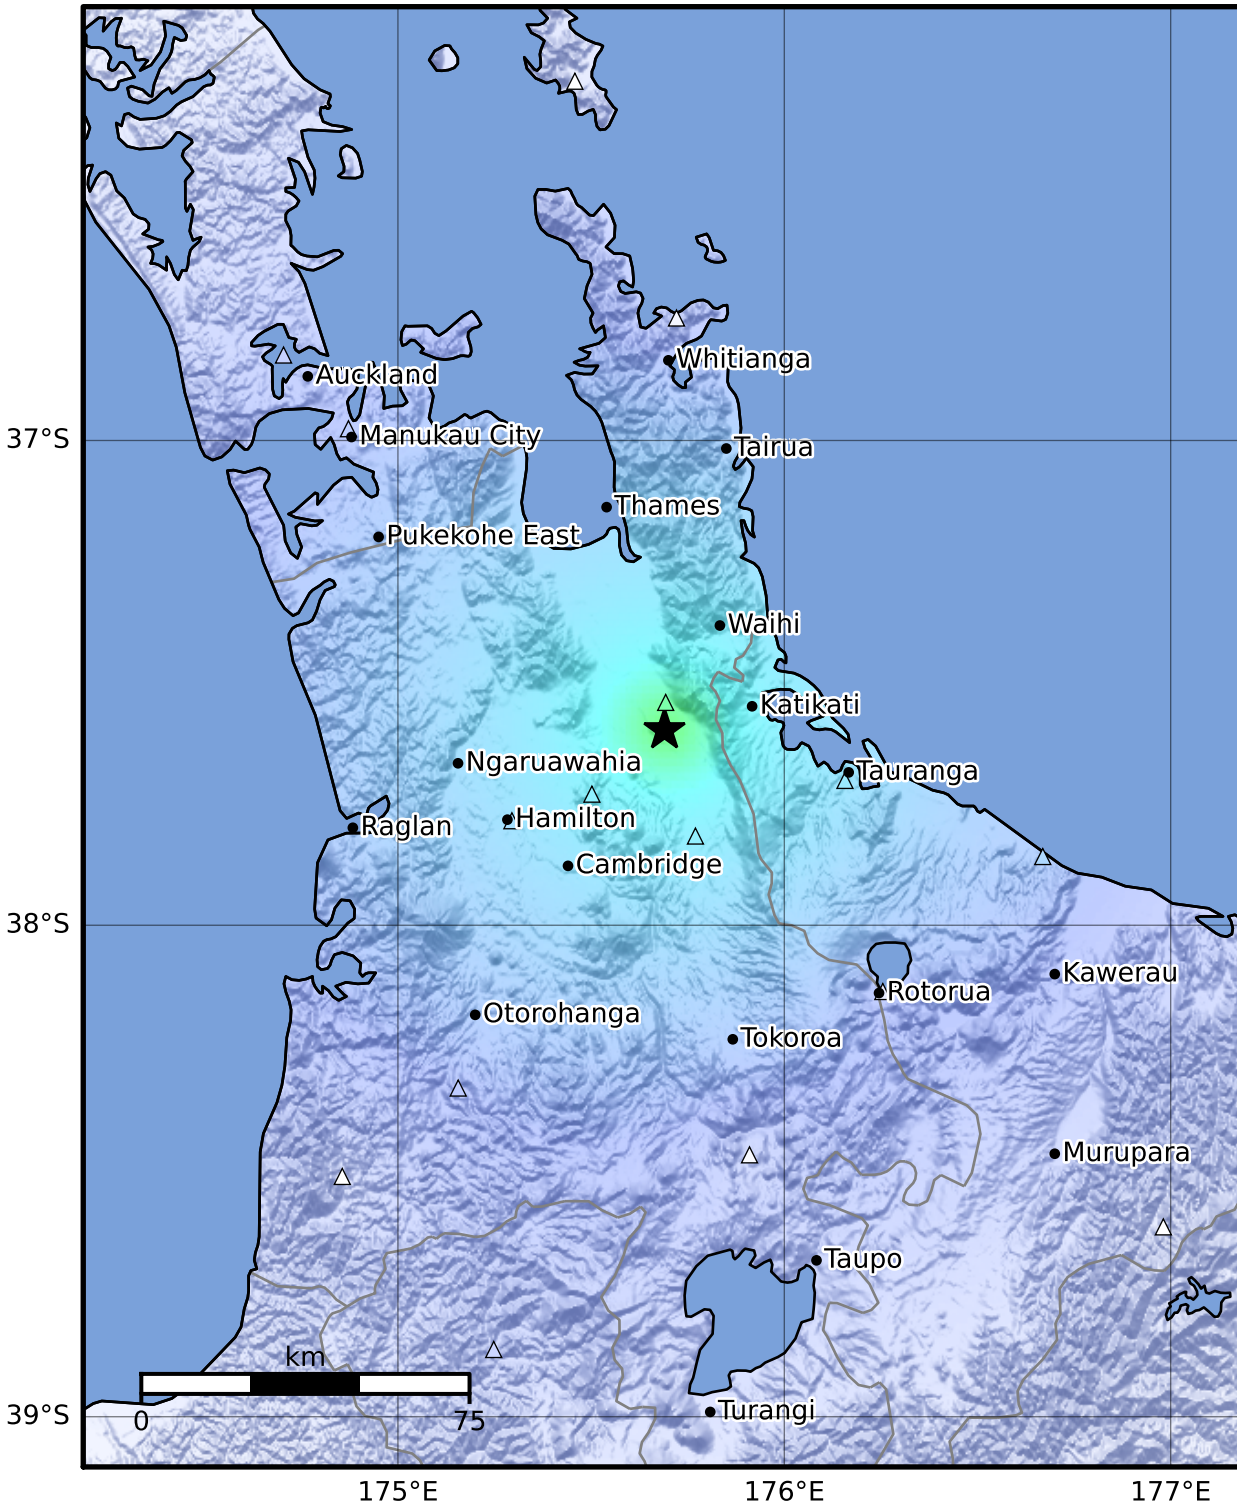 Whitianga
Auckland
Manukau City
37°S
Tairua
Thames
Pukekohe East
Waihi
Katikati
Ngaruawahia
Tauranga
Hamilton
Raglan
Cambridge
38°S
Kawerau
Rotorua
Otorohanga
Tokoroa
Murupara
Taupo
km
0
75
Turangi
39°S
175°E
176°E
177°E